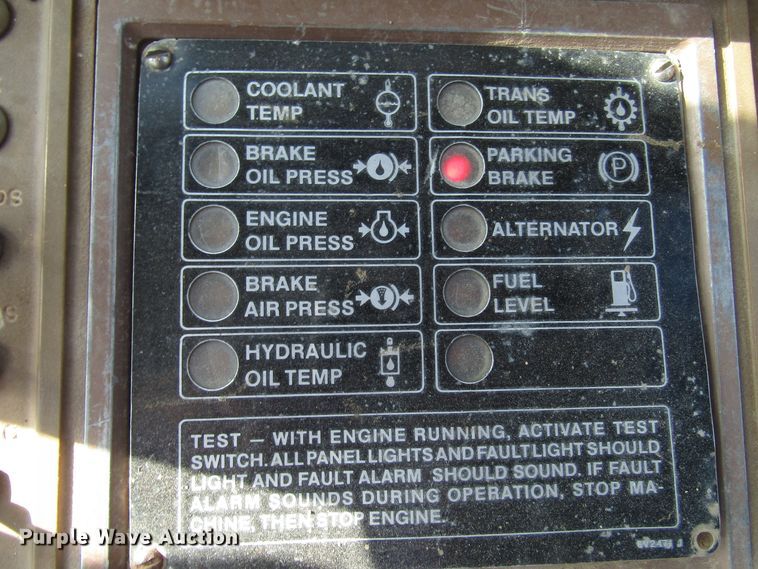 COOLANT
TEMP
TRANS
OIL TEMP
BRAKE
OIL PRESS
PARKING
BRAKE
P
ENGINE
OIL PRESS
ALTERNATOR
BRAKE
AIR PRESS
FUEL
LEVEL
HYDRAULIC
OIL TEMP
TEST — WITH ENGINE RUNNING, ACTIVATE TEST
SWITCH. ALL PANEL LIGHTS AND FAULT LIGHT SHOULD
LIGHT AND FAULT ALARM SHOULD SOUND. IF FAULT
ALARM SOUNDS DURING OPERATION, STOP MA-
CHINE, THEN STOP ENGINE.
Purple Wave Auction